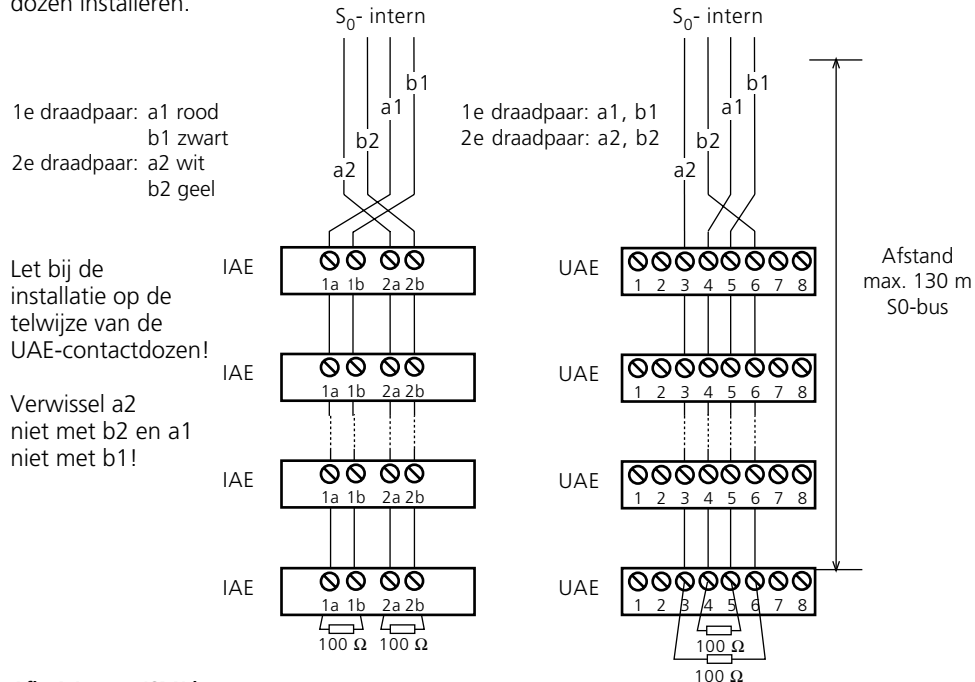 dozen installeren.
S0- intern
S0- intern
1e draadpaar: a1 rood
b1 zwart
2e draadpaar: a2 wit
b2 geel
b1
a1
b2
a2
1e draadpaar: a1, b1
2e draadpaar: a2, b2
b1
a1
b2
a2
Let bij de
installatie op de
telwijze van de
UAE-contactdozen!
Verwissel a2
niet met b2 en a1
niet met b1!
IAE
1a 1b 2a 2b
IAE
1a 1b 2a 2b
IAE
1a 1b 2a 2b
IAE
1a 1b 2a 2b
100 Ω 100 Ω
UAE
1 2 3 4 5 6 7 8
UAE
1 2 3 4 5 6 7 8
UAE
1 2 3 4 5 6 7 8
UAE
1 2 3 4 5 6 7 8
100 Ω
100 Ω
Afstand
max. 130 m
S0-bus